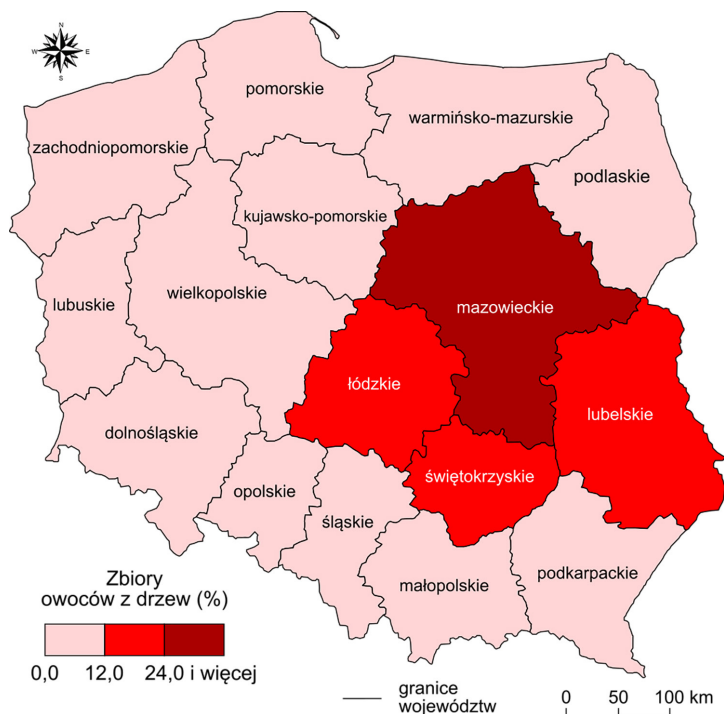 N
W E
S
pomorskie
warmińsko-mazurskie
zachodniopomorskie
podlaskie
kujawsko-pomorskie
wielkopolskie
lubuskie
mazowieckie
łódzkie
lubelskie
dolnośląskie
świętokrzyskie
opolskie
śląskie
małopolskie
podkarpackie
Zbiory
owoców z drzew (%)
0,0 12,0 24,0 i więcej
granice
województw
0 50 100 km